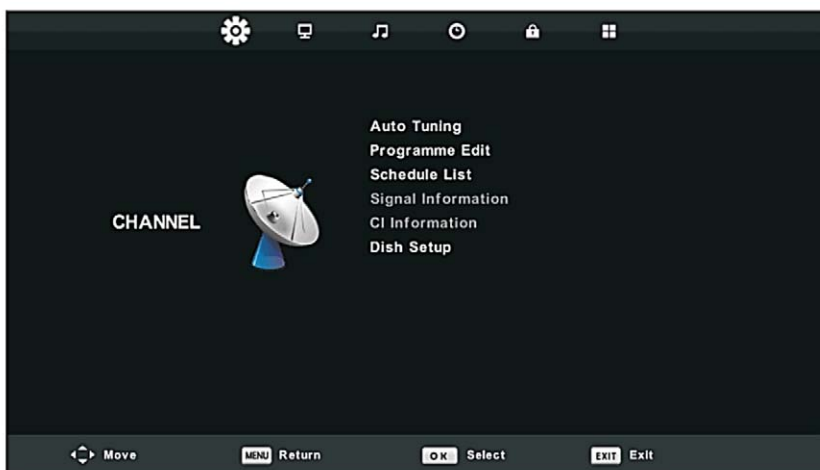 Auto Tuning
Programme Edit
Schedule List
Signal Information
CI Information
Dish Setup
CHANNEL
Move
MENU Return
OK Select
EXIT Exit